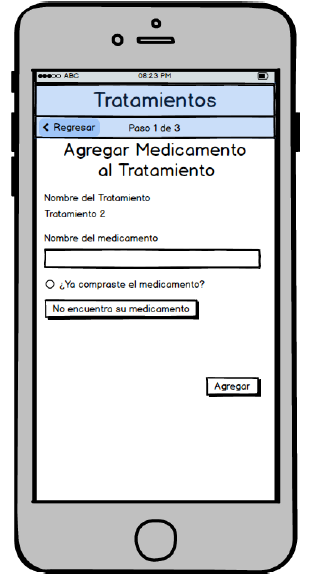 ABC 08:23 PM
Tratamientos
Regresar Paso 1 de 3
Agregar Medicamento
al Tratamiento
Nombre del Tratamiento
Tratamiento 2
Nombre del medicamento
¿Ya compraste el medicamento?
No encuentra su medicamento
Agregar